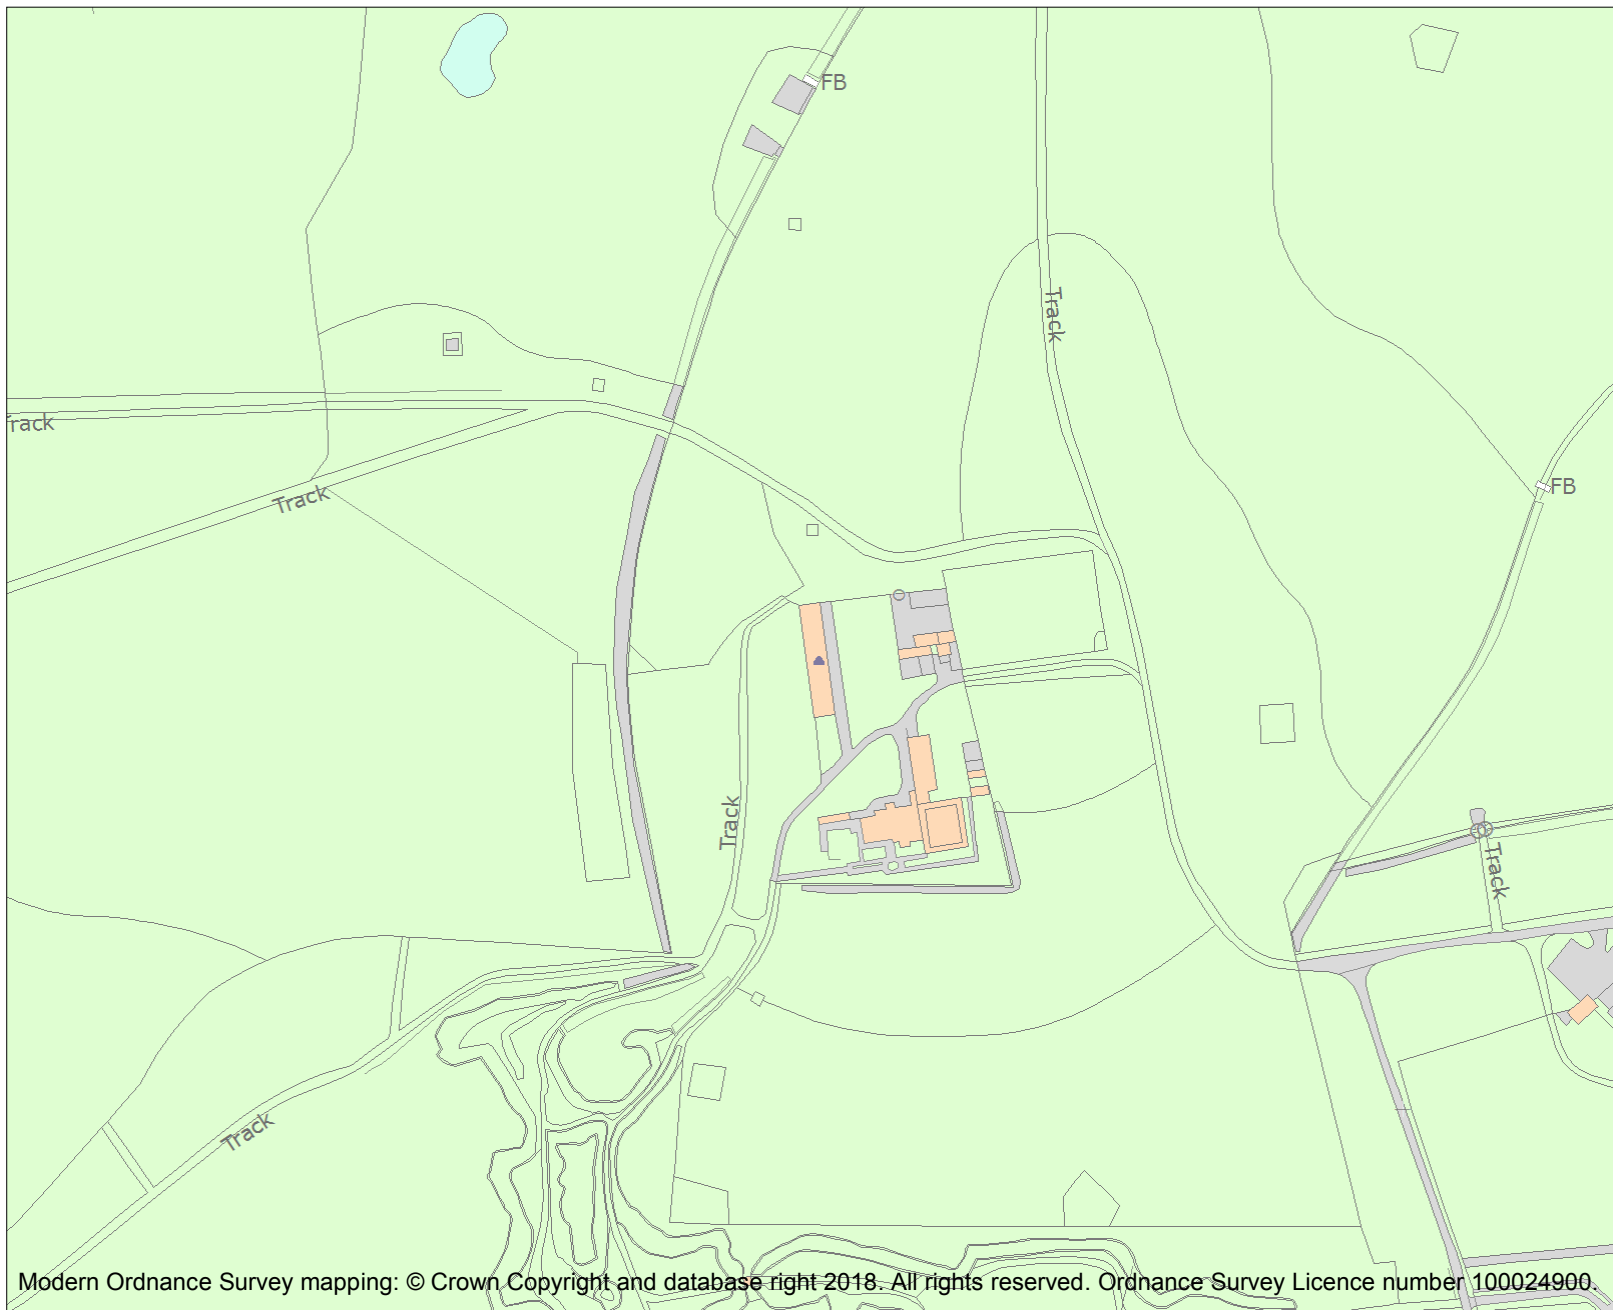 FB
Track
rack
Track
FB
Track
Track
Track
Modern Ordnance Survey mapping: © Crown Copyright and database right 2018. All rights reserved. Ordnance Survey Licence number 100024900.